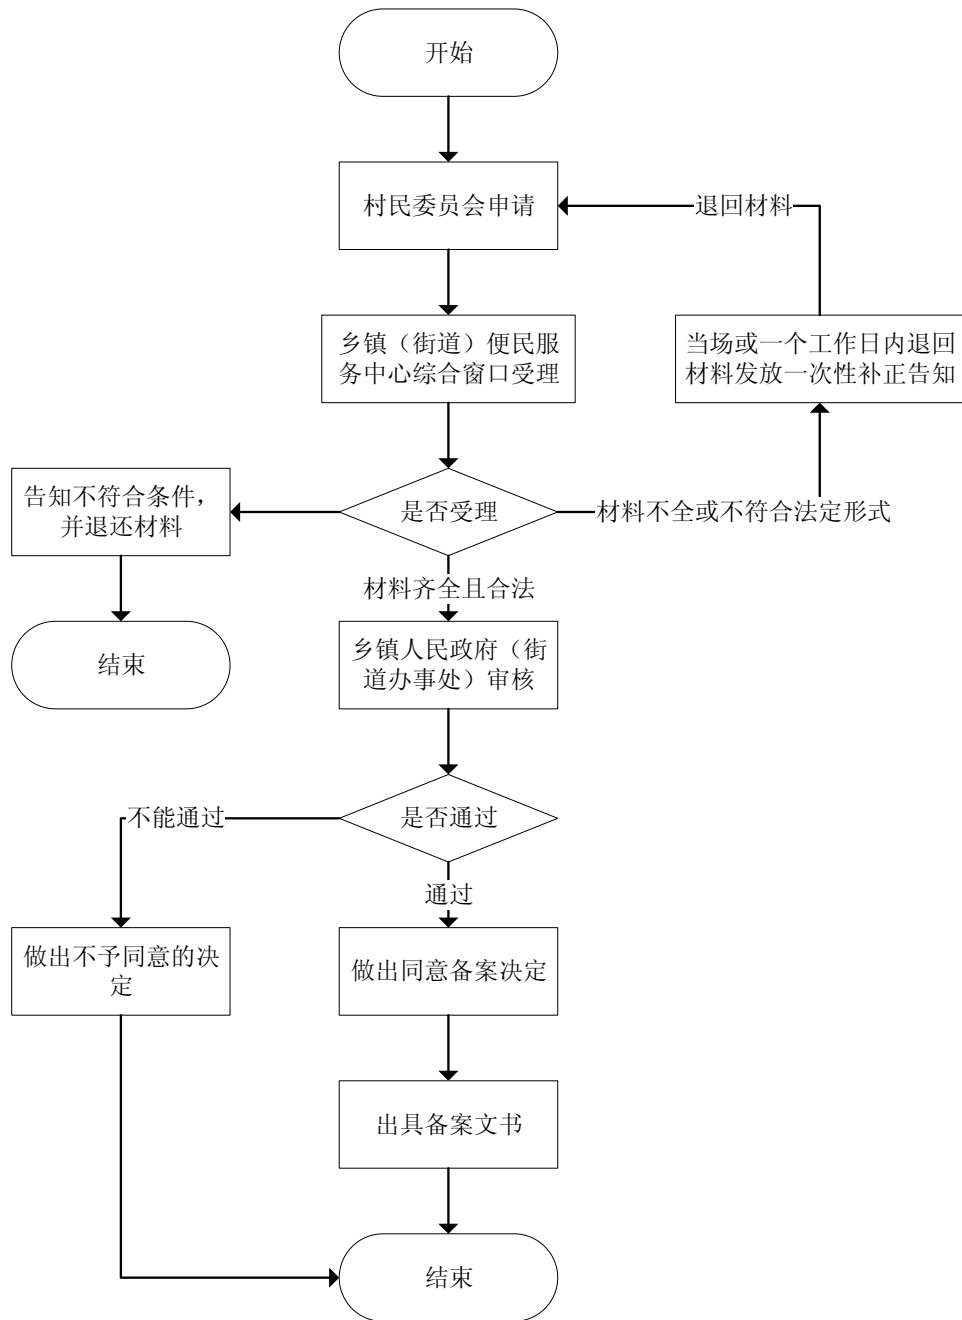 开始
村民委员会申请
退回材料
乡镇（街道）便民服
务中心综合窗口受理
当场或一个工作日内退回
材料发放一次性补正告知
告知不符合条件，
并退还材料
是否受理
材料不全或不符合法定形式
材料齐全且合法
结束
乡镇人民政府（街
道办事处）审核
不能通过
是否通过
通过
做出不予同意的决
定
做出同意备案决定
出具备案文书
结束